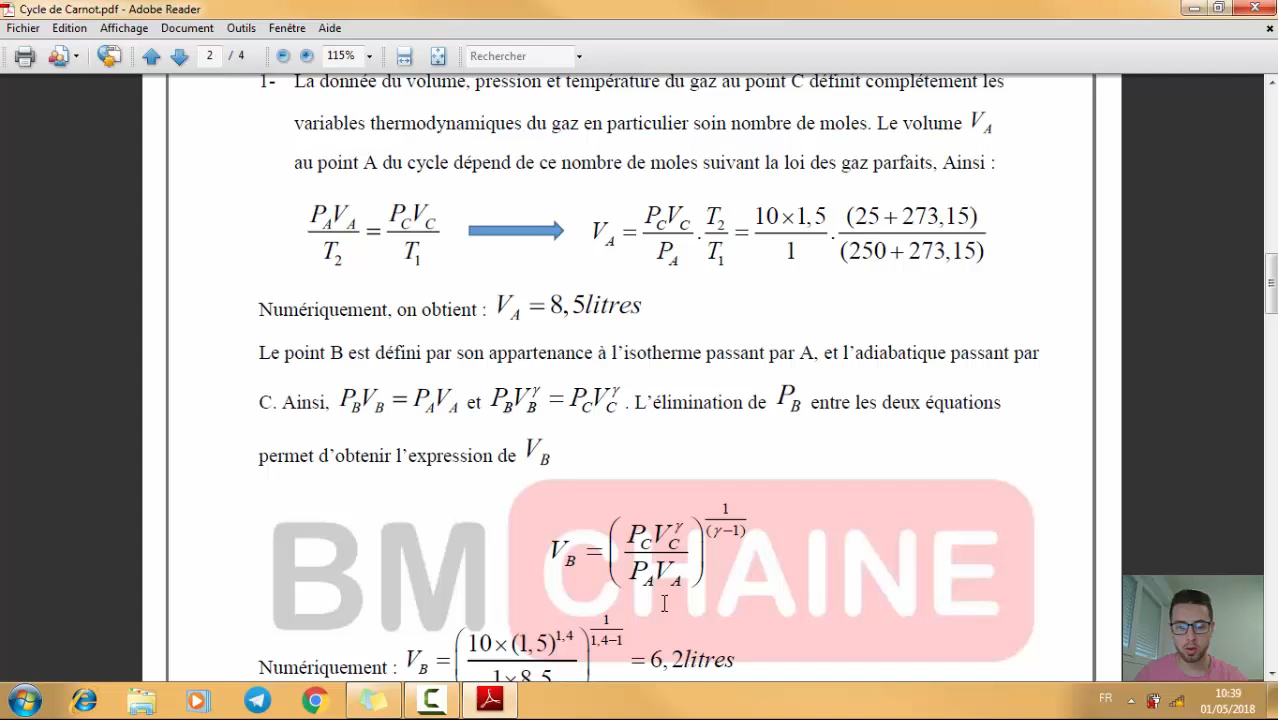 Cycle de Carnot.pdf - Adobe Reader
Fichier Edition Affichage Document Outils Fenêtre Aide
2 / 4 115% Rechercher
1- La donnée du volume, pression et température du gaz au point C définit complétement les
variables thermodynamiques du gaz en particulier soin nombre de moles. Le volume V_A
au point A du cycle dépend de ce nombre de moles suivant la loi des gaz parfaits, Ainsi :
P_A V_A / T_2 = P_C V_C / T_1 V_A = P_C V_C / P_A . T_2 / T_1 = 10×1,5 / 1 . (25+273,15) / (250+273,15)
Numériquement, on obtient : V_A = 8,5litres
Le point B est défini par son appartenance à l’isotherme passant par A, et l’adiabatique passant par
C. Ainsi, P_B V_B = P_A V_A et P_B V_B^γ = P_C V_C^γ . L’élimination de P_B entre les deux équations
permet d’obtenir l’expression de V_B
BM CHAINE
V_B = (P_C V_C^γ / P_A V_A)^(1/(γ−1))
Numériquement : V_B = (10×(1,5)^1,4 / 1×8,5)^(1/(1,4−1)) = 6,2litres
FR 10:39
01/05/2018